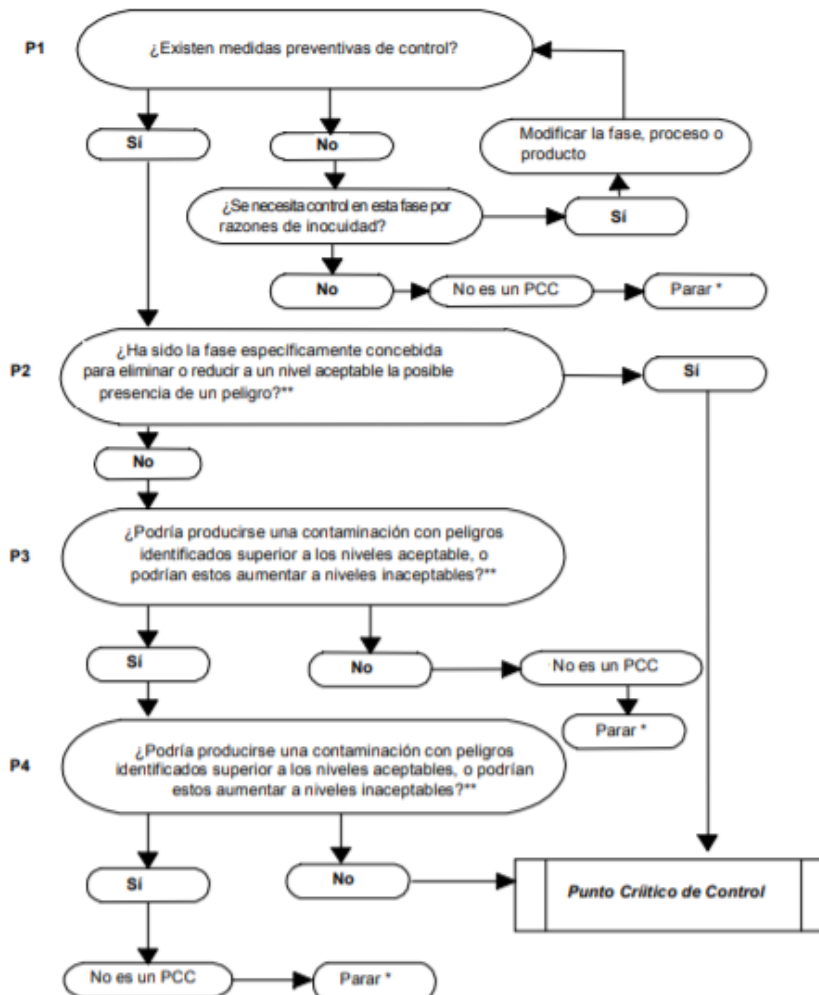 P1
¿Existen medidas preventivas de control?
Sí
No
Modificar la fase, proceso o
producto
¿Se necesita control en esta fase por
razones de inocuidad?
Sí
No
No es un PCC
Parar *
P2
¿Ha sido la fase específicamente concebida
para eliminar o reducir a un nivel aceptable la posible
presencia de un peligro?**
Sí
No
P3
¿Podría producirse una contaminación con peligros
identificados superior a los niveles aceptable, o
podrían estos aumentar a niveles inaceptables?**
Sí
No
No es un PCC
Parar *
P4
¿Podría producirse una contaminación con peligros
identificados superior a los niveles aceptables, o podrían
estos aumentar a niveles inaceptables?**
Sí
No
Punto Críitico de Control
No es un PCC
Parar *